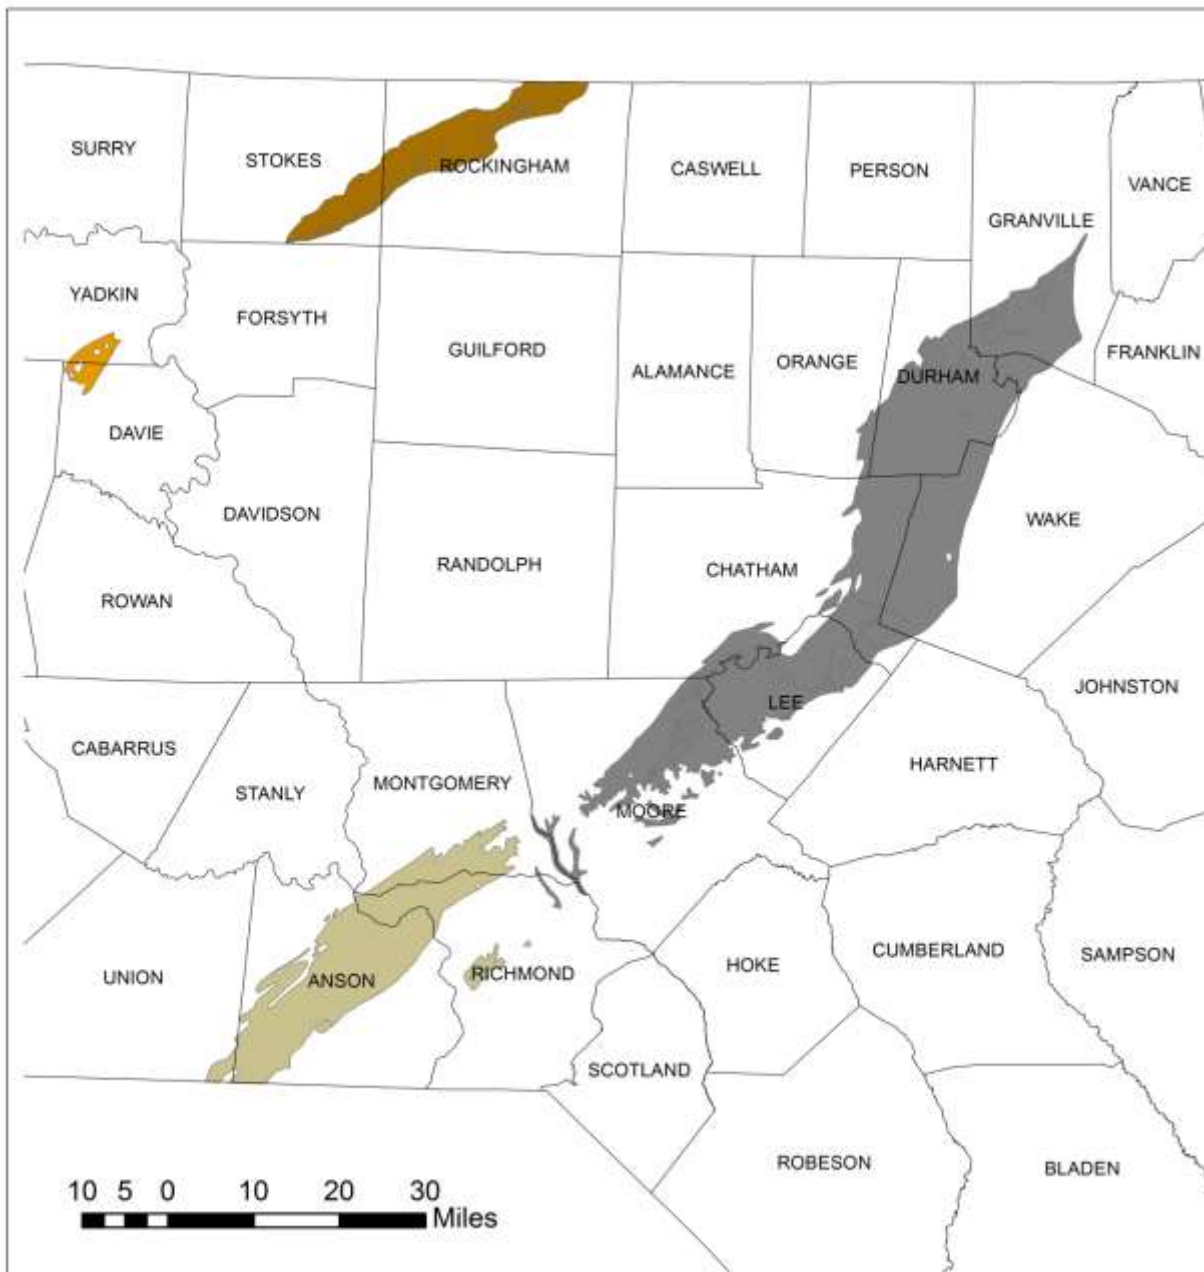 SURRY
STOKES
ROCKINGHAM
CASWELL
PERSON
VANCE
GRANVILLE
YADKIN
FORSYTH
GUILFORD
ALAMANCE
ORANGE
DURHAM
FRANKLIN
DAVIE
DAVIDSON
RANDOLPH
CHATHAM
WAKE
ROWAN
LEE
JOHNSTON
CABARRUS
STANLY
MONTGOMERY
MOORE
HARNETT
UNION
ANSON
RICHMOND
HOKE
CUMBERLAND
SAMPSON
SCOTLAND
ROBESON
BLADEN
10 5 0 10 20 30
Miles